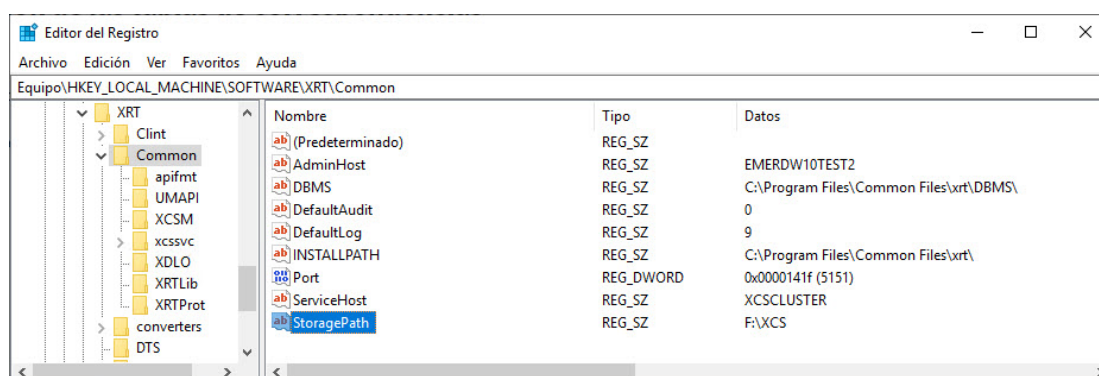 Editor del Registro
Archivo Edición Ver Favoritos Ayuda
Equipo\HKEY_LOCAL_MACHINE\SOFTWARE\XRT\Common
XRT
Clint
Common
apifmt
UMAPI
XCSM
xcssvc
XDLO
XRTLib
XRTProt
converters
DTS
Nombre Tipo Datos
(Predeterminado) REG_SZ
AdminHost REG_SZ EMERDW10TEST2
DBMS REG_SZ C:\Program Files\Common Files\xrt\DBMS\
DefaultAudit REG_SZ 0
DefaultLog REG_SZ 9
INSTALLPATH REG_SZ C:\Program Files\Common Files\xrt\
Port REG_DWORD 0x0000141f (5151)
ServiceHost REG_SZ XCSCLUSTER
StoragePath REG_SZ F:\XCS